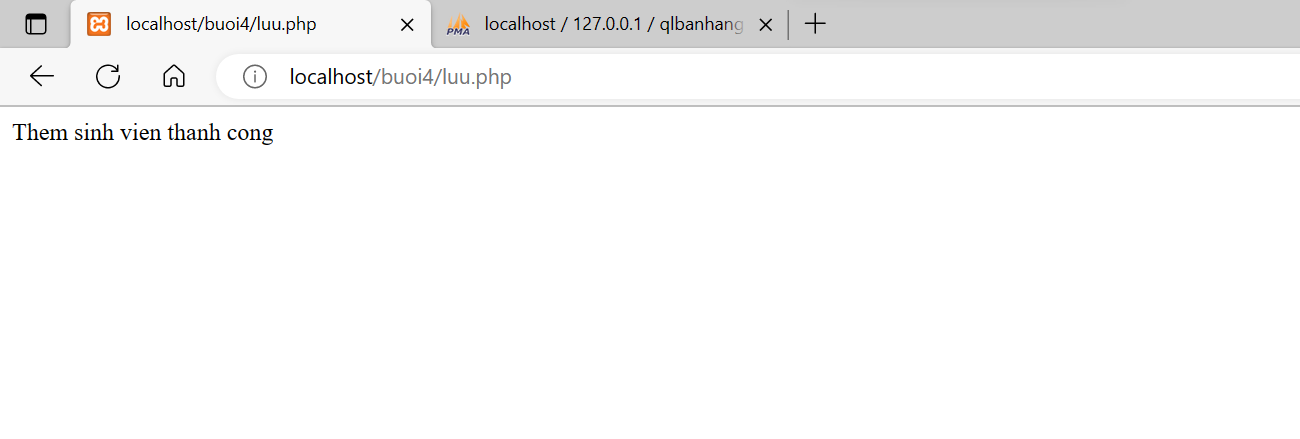 localhost/buoi4/luu.php
PMA localhost / 127.0.0.1 / qlbanhang
localhost/buoi4/luu.php
Them sinh vien thanh cong